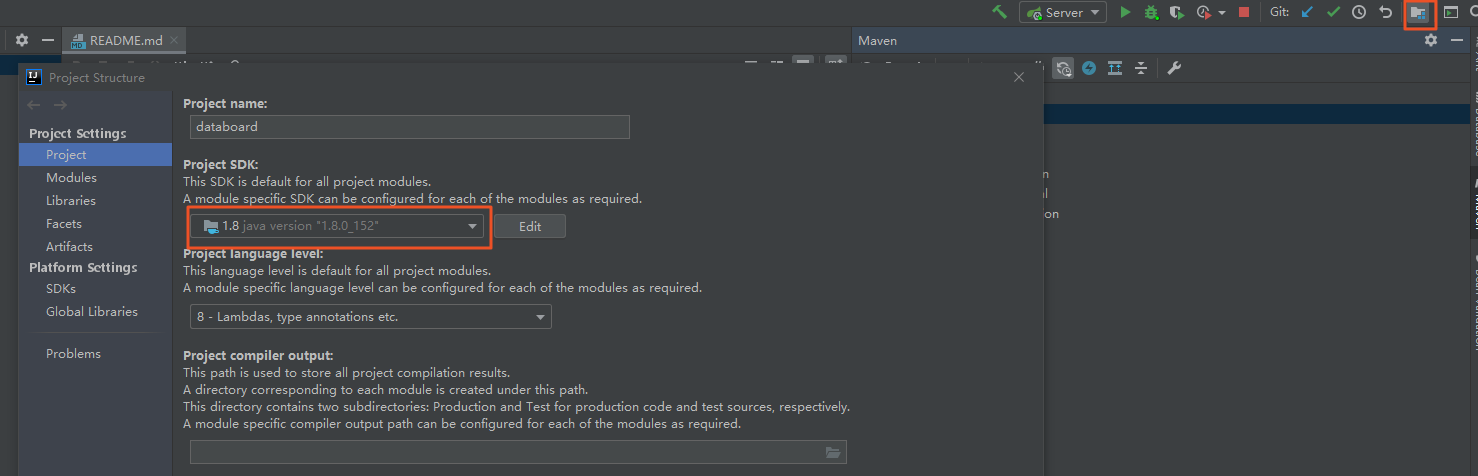 Server
Git:
README.md
Maven
Project Structure
Project name:
databoard
Project Settings
Project
Modules
Libraries
Facets
Artifacts
Platform Settings
SDKs
Global Libraries
Problems
Project SDK:
This SDK is default for all project modules.
A module specific SDK can be configured for each of the modules as required.
1.8 java version "1.8.0_152"
Edit
Project language level:
This language level is default for all project modules.
A module specific language level can be configured for each of the modules as required.
8 - Lambdas, type annotations etc.
Project compiler output:
This path is used to store all project compilation results.
A directory corresponding to each module is created under this path.
This directory contains two subdirectories: Production and Test for production code and test sources, respectively.
A module specific compiler output path can be configured for each of the modules as required.